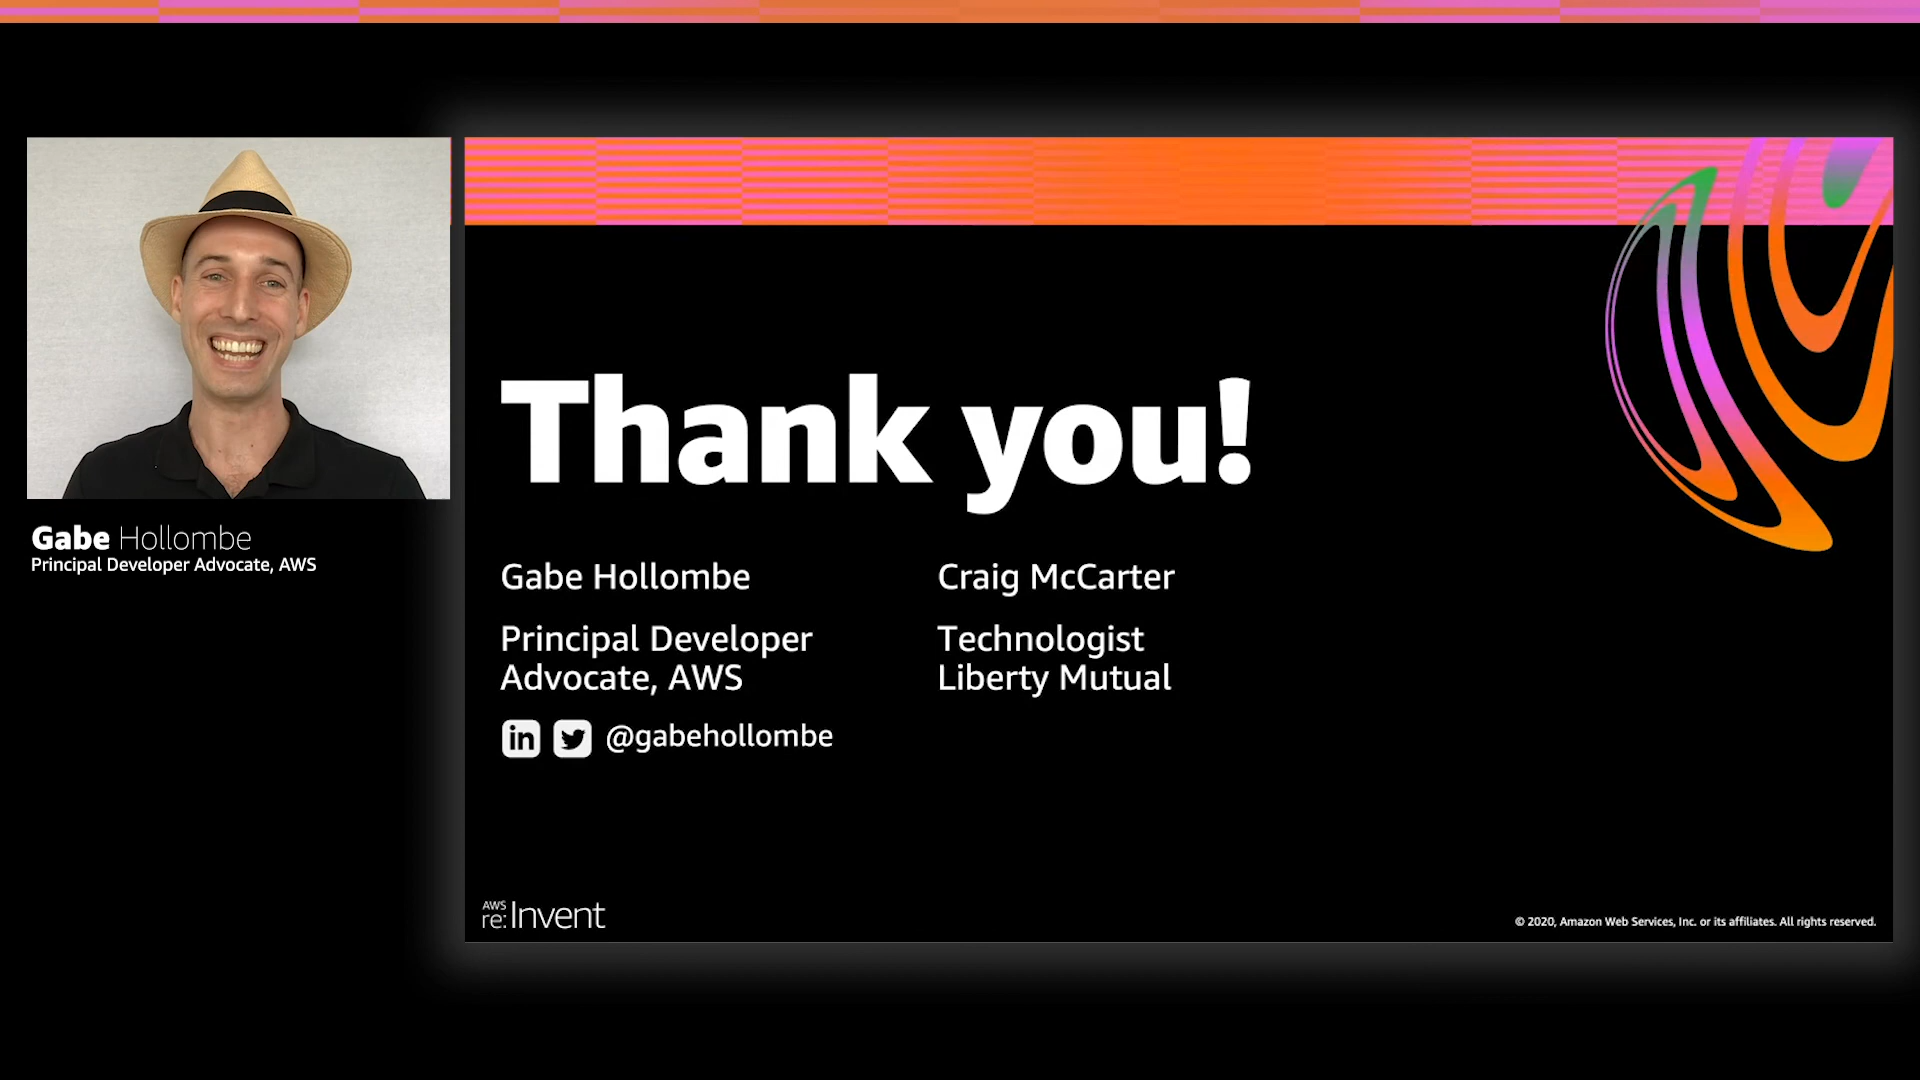 Gabe Hollombe
Principal Developer Advocate, AWS
Thank you!
Gabe Hollombe
Principal Developer
Advocate, AWS
in @gabehollombe
Craig McCarter
Technologist
Liberty Mutual
AWS
re:Invent
© 2020, Amazon Web Services, Inc. or its affiliates. All rights reserved.